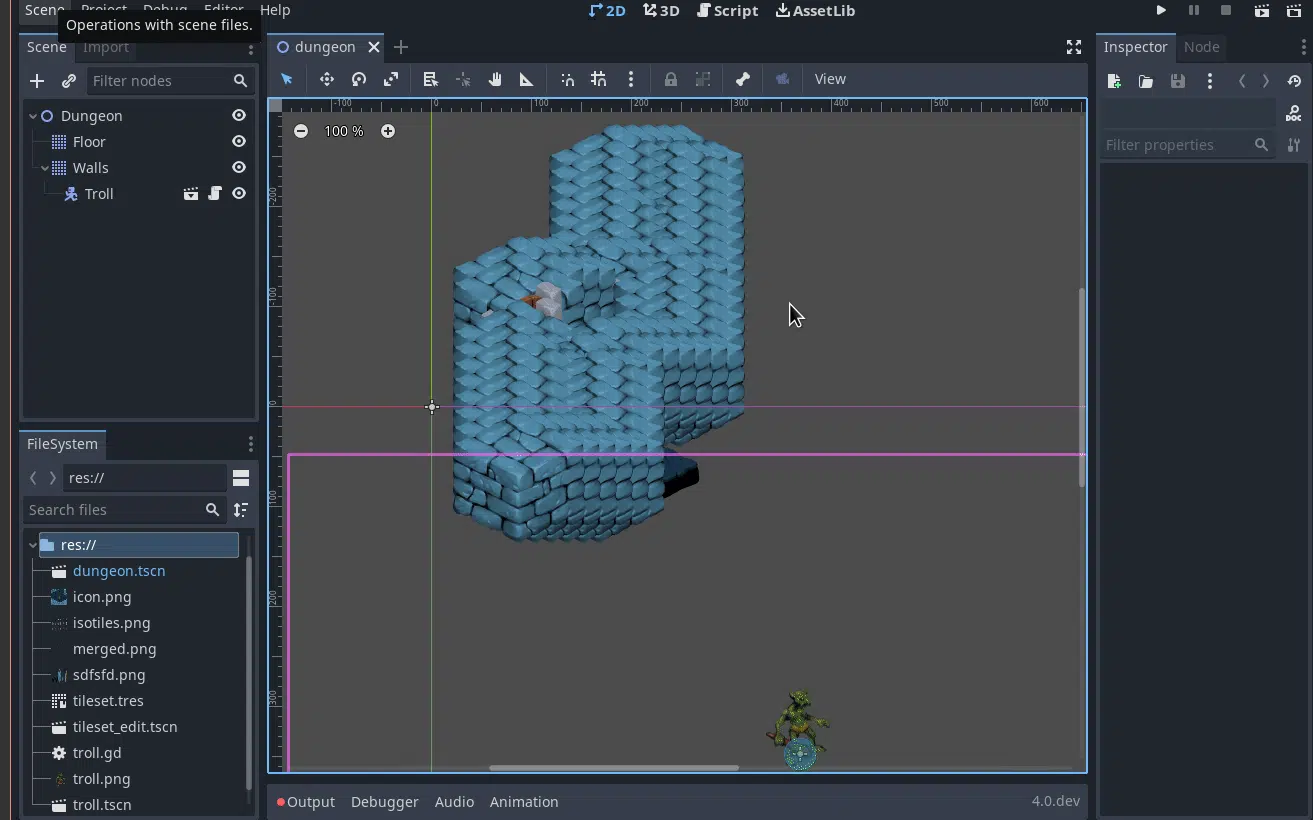 Scene Project Debug Editor Help
2D 3D Script AssetLib
Operations with scene files.
Scene Import
dungeon
Inspector Node
Filter nodes
View
-100 0 100 200 300 400 500 600
100 %
Dungeon
Floor
Walls
Troll
Filter properties
DOC
-200
-100
0
100
200
300
FileSystem
res://
Search files
res://
dungeon.tscn
icon.png
isotiles.png
merged.png
sdfsfd.png
tileset.tres
tileset_edit.tscn
troll.gd
troll.png
troll.tscn
Output Debugger Audio Animation
4.0.dev